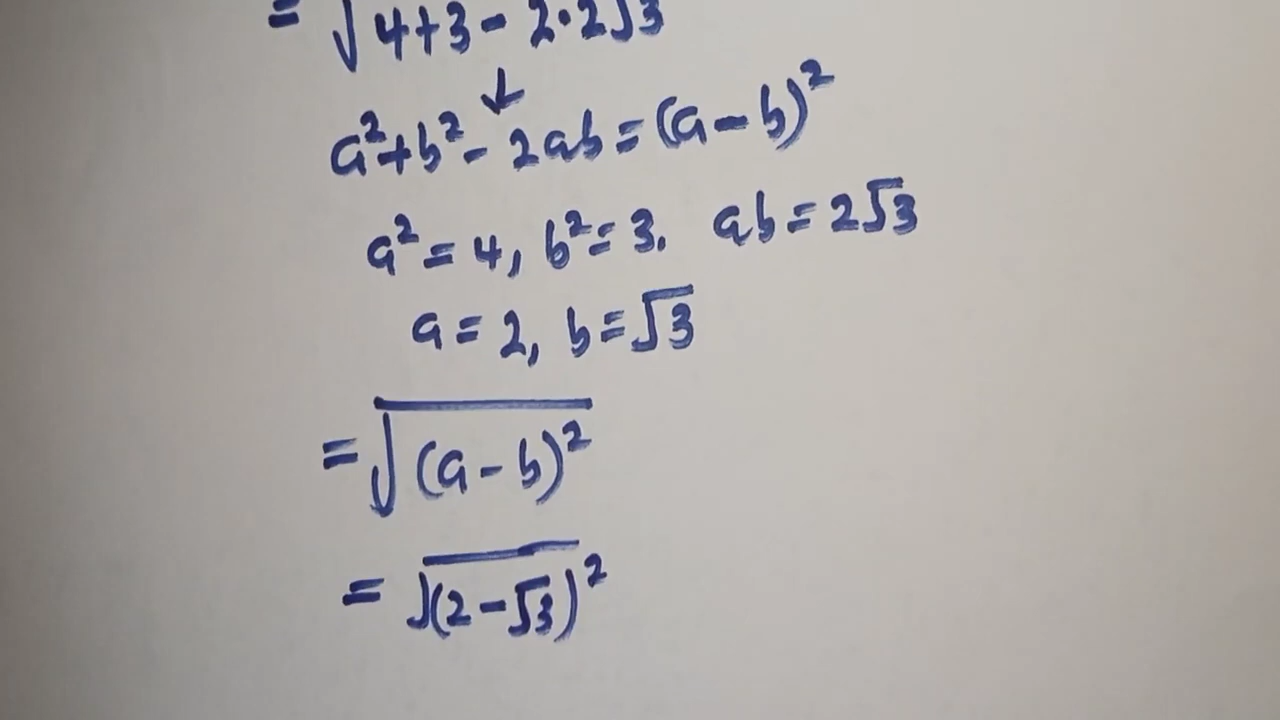 = √4+3-2·2√3
↓
a²+b²-2ab=(a-b)²
a²=4, b²=3. ab=2√3
a=2, b=√3
=√(a-b)²
=√(2-√3)²